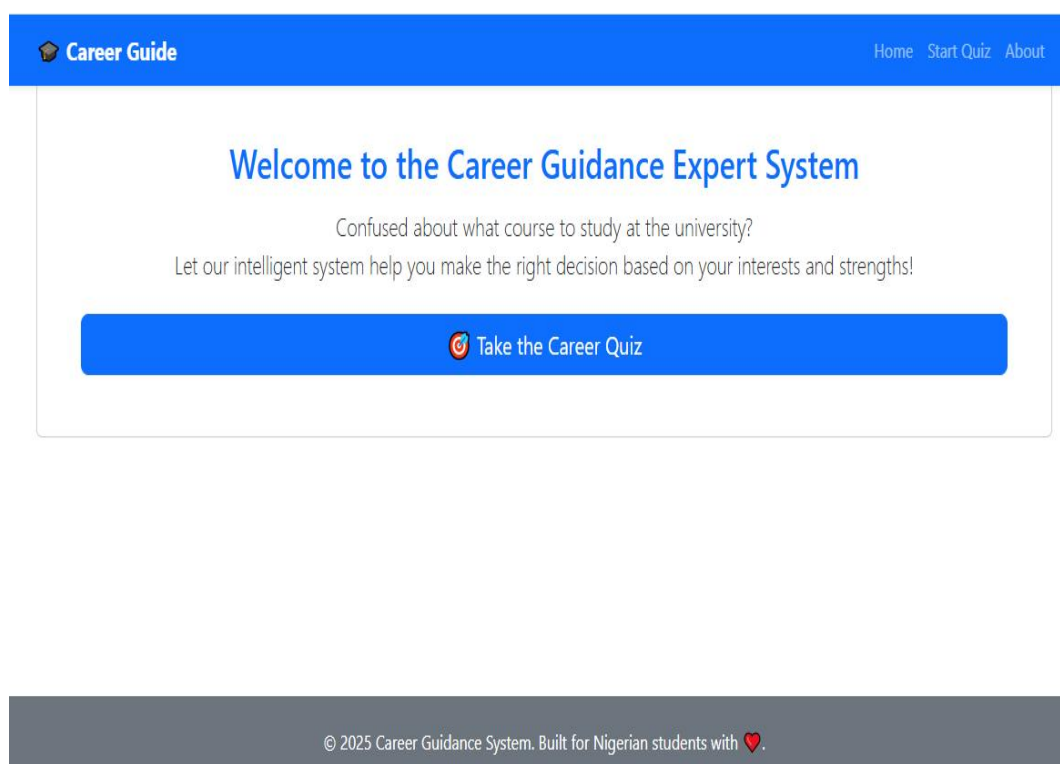 🎓 Career Guide
Home Start Quiz About
Welcome to the Career Guidance Expert System
Confused about what course to study at the university?
Let our intelligent system help you make the right decision based on your interests and strengths!
🎯 Take the Career Quiz
© 2025 Career Guidance System. Built for Nigerian students with ❤️.